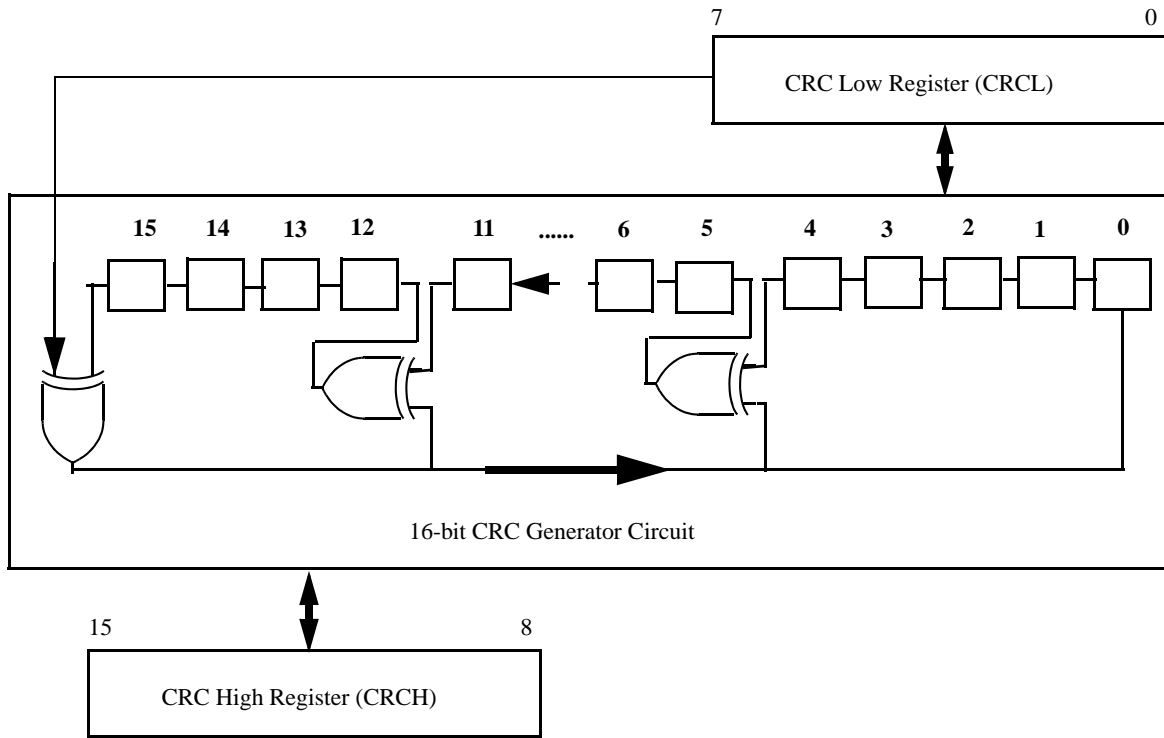 7 0
CRC Low Register (CRCL)
15 14 13 12 11 ...... 6 5 4 3 2 1 0
16-bit CRC Generator Circuit
15 8
CRC High Register (CRCH)